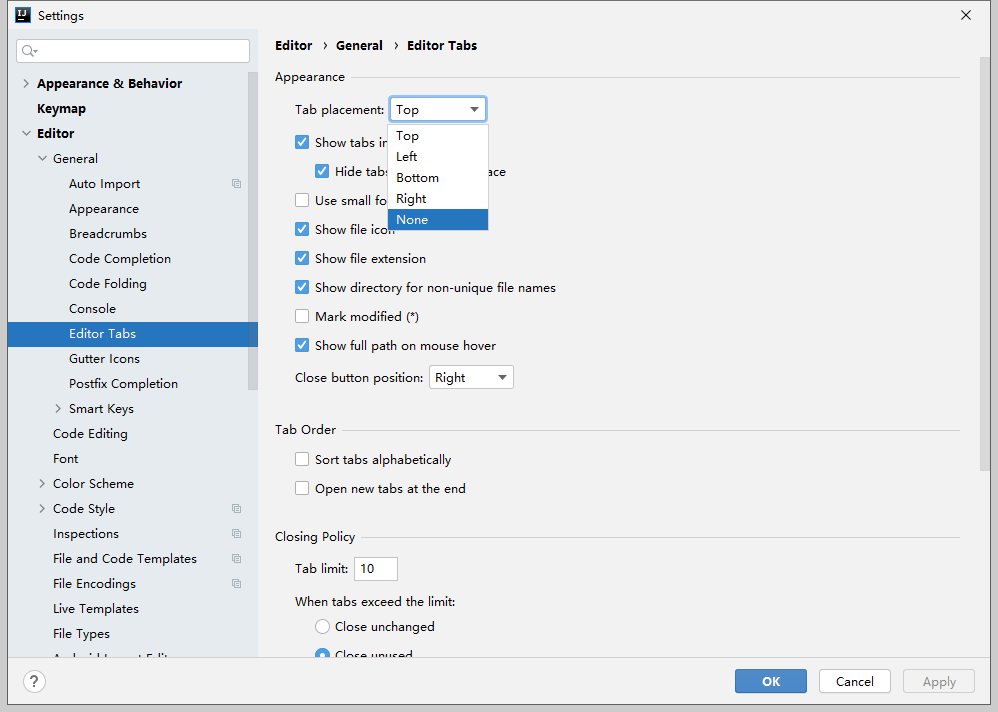 IJ Settings
Appearance & Behavior
Keymap
Editor
General
Auto Import
Appearance
Breadcrumbs
Code Completion
Code Folding
Console
Editor Tabs
Gutter Icons
Postfix Completion
Smart Keys
Code Editing
Font
Color Scheme
Code Style
Inspections
File and Code Templates
File Encodings
Live Templates
File Types
?
Editor › General › Editor Tabs
Appearance
Tab placement: Top
Top
Left
Bottom
Right
None
Show tabs in
Hide tabs
Use small fo
Show file icon
Show file extension
Show directory for non-unique file names
Mark modified (*)
Show full path on mouse hover
Close button position: Right
Tab Order
Sort tabs alphabetically
Open new tabs at the end
Closing Policy
Tab limit: 10
When tabs exceed the limit:
Close unchanged
Close unused
OK Cancel Apply